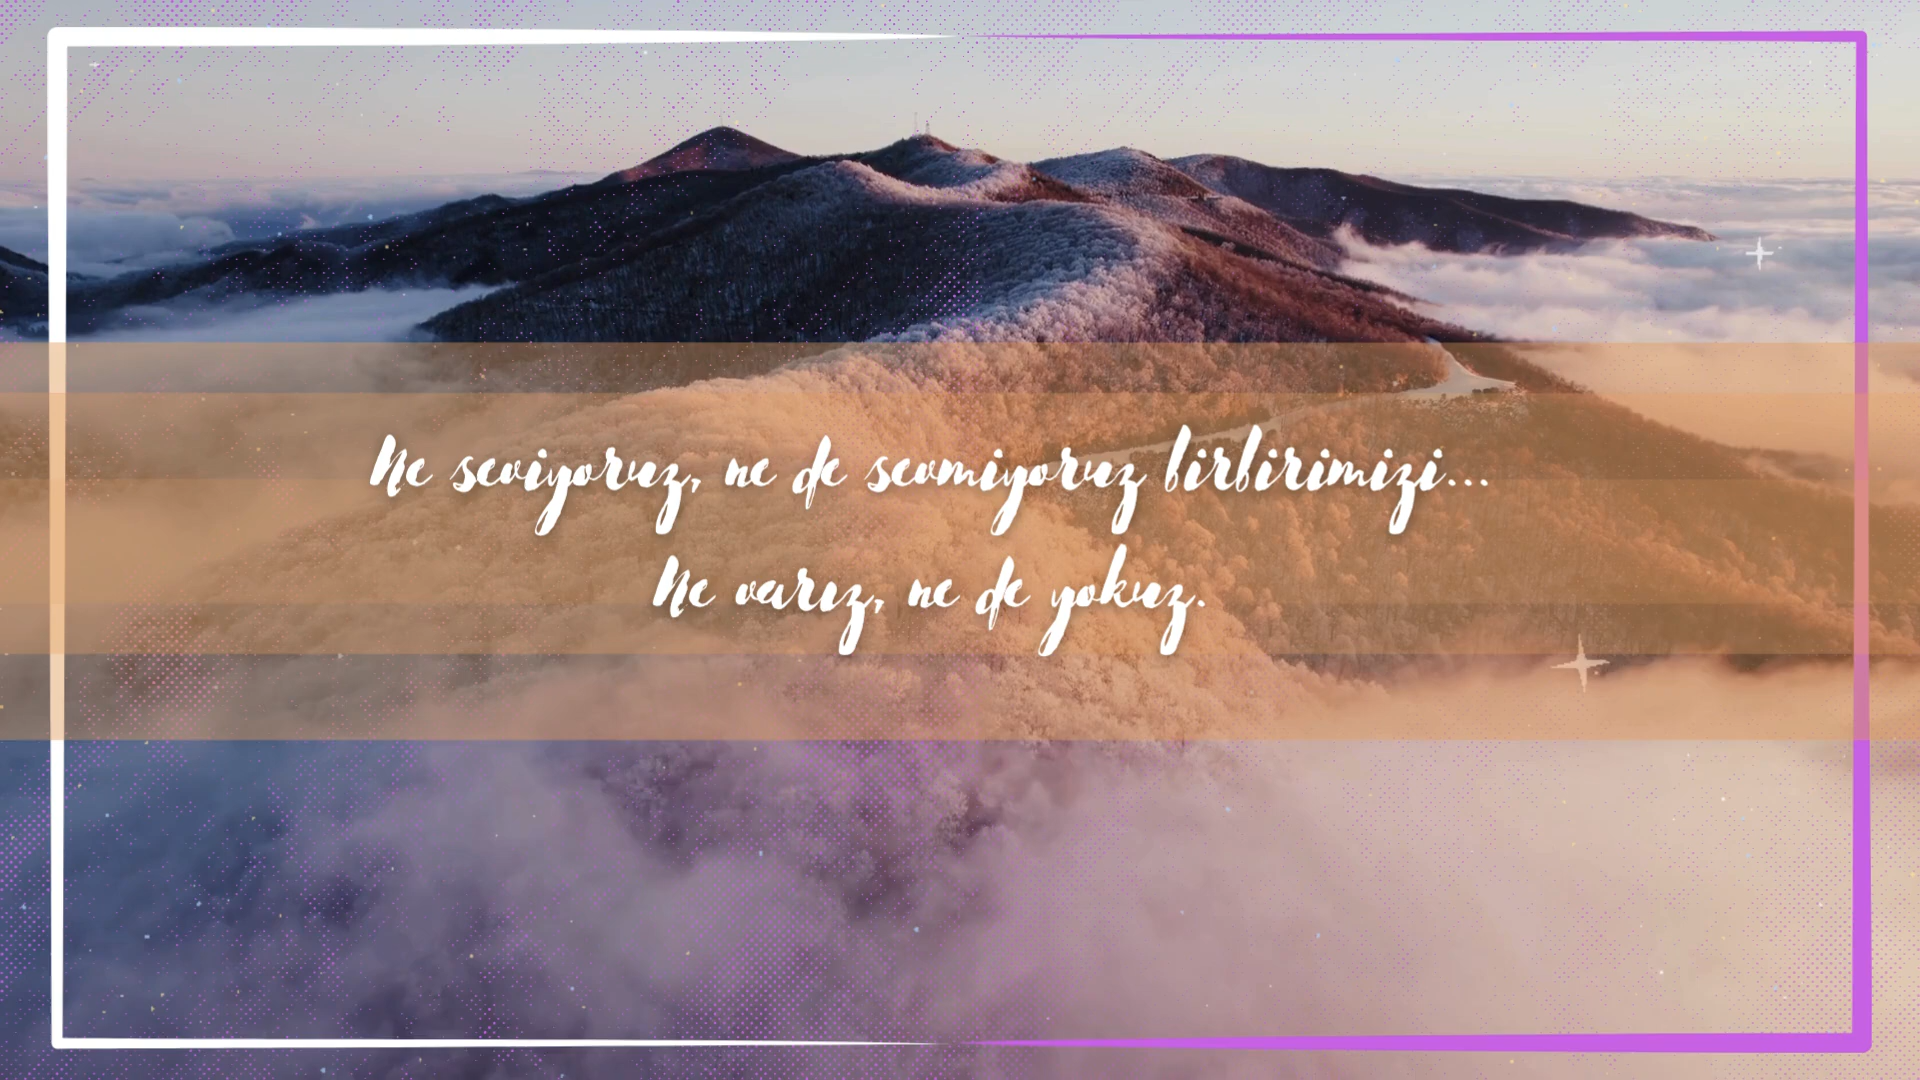 Ne seviyoruz, ne de sevmiyoruz birbirimizi...
Ne varız, ne de yokuz.